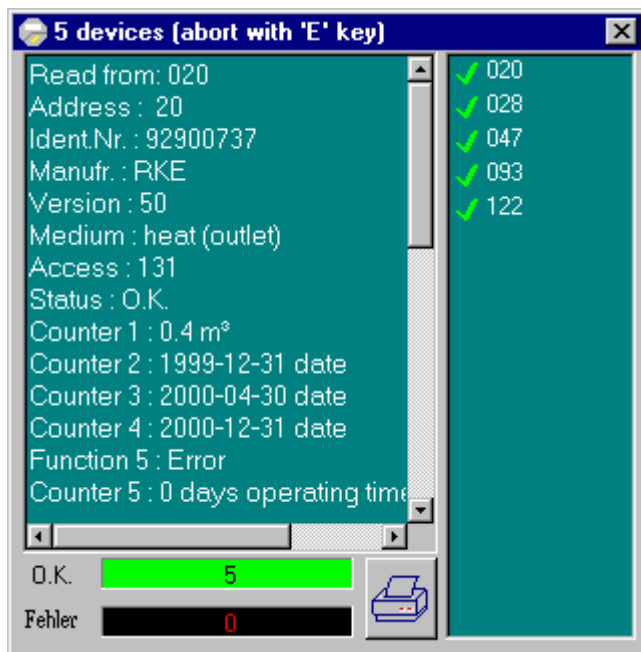 5 devices (abort with 'E' key)
Read from: 020
Address : 20
Ident.Nr. : 92900737
Manufr. : RKE
Version : 50
Medium : heat (outlet)
Access : 131
Status : O.K.
Counter 1 : 0.4 m³
Counter 2 : 1999-12-31 date
Counter 3 : 2000-04-30 date
Counter 4 : 2000-12-31 date
Function 5 : Error
Counter 5 : 0 days operating time
020
028
047
093
122
O.K. 5
Fehler 0